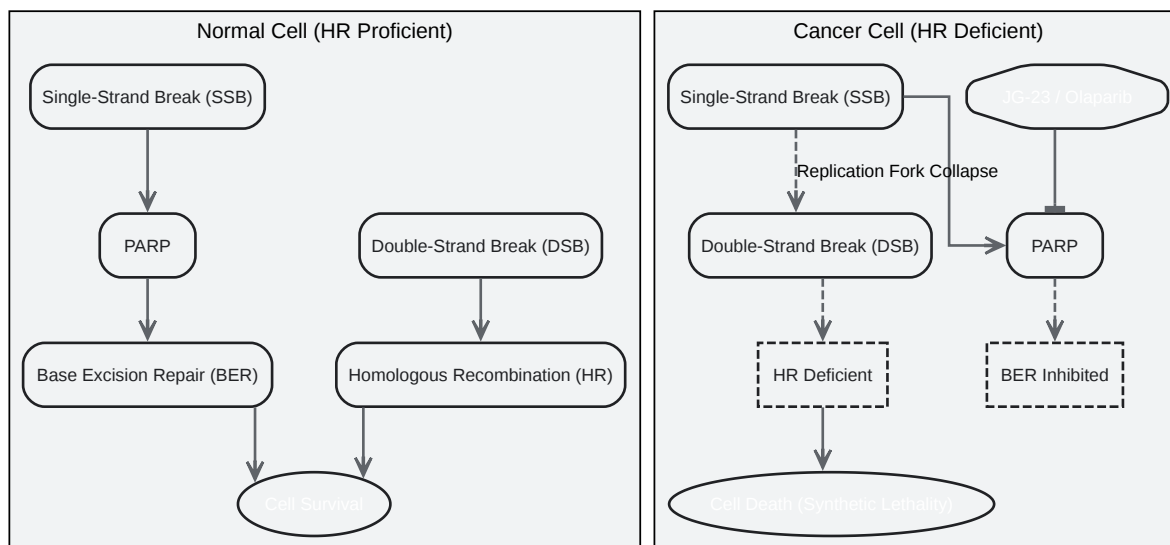 Normal Cell (HR Proficient)
Single-Strand Break (SSB)
PARP
Double-Strand Break (DSB)
Base Excision Repair (BER)
Homologous Recombination (HR)
Cell Survival
Cancer Cell (HR Deficient)
Single-Strand Break (SSB)
JG-23 / Olaparib
Replication Fork Collapse
Double-Strand Break (DSB)
PARP
HR Deficient
BER Inhibited
Cell Death (Synthetic Lethality)